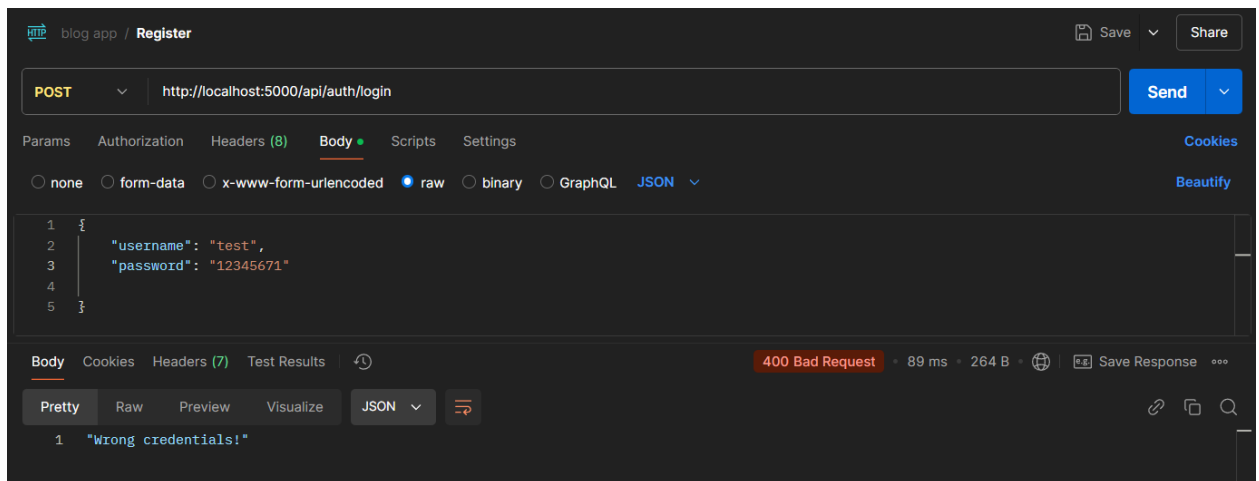 HTTP blog app / Register Save Share
POST http://localhost:5000/api/auth/login Send
Params Authorization Headers (8) Body Scripts Settings Cookies
none form-data x-www-form-urlencoded raw binary GraphQL JSON Beautify
1 {
2 "username": "test",
3 "password": "12345671"
4
5 }
Body Cookies Headers (7) Test Results 400 Bad Request • 89 ms • 264 B • e.g. Save Response
Pretty Raw Preview Visualize JSON
1 "Wrong credentials!"